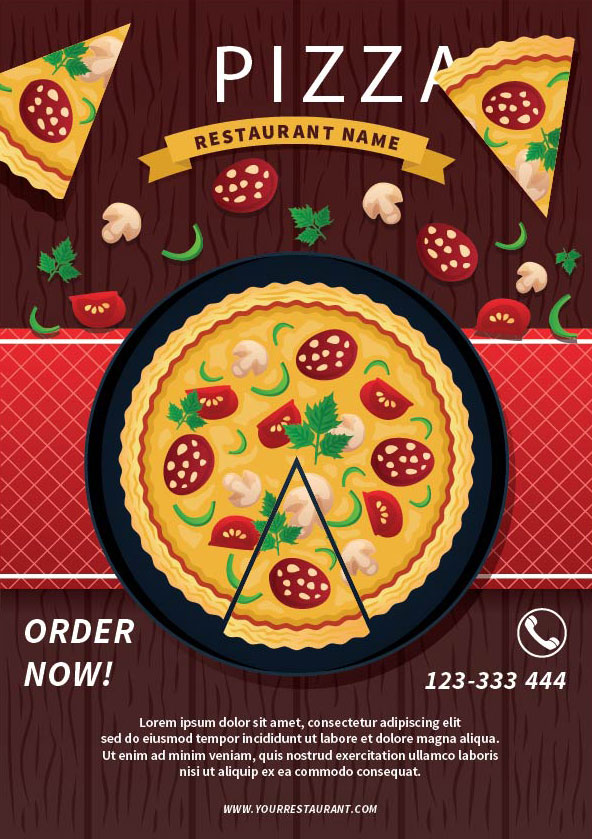 PIZZA
RESTAURANT NAME
ORDER
NOW!
123-333 444
Lorem ipsum dolor sit amet, consectetur adipiscing elit
sed do eiusmod tempor incididunt ut labore et dolore magna aliqua.
Ut enim ad minim veniam, quis nostrud exercitation ullamco laboris
nisi ut aliquip ex ea commodo consequat.
WWW.YOURRESTAURANT.COM